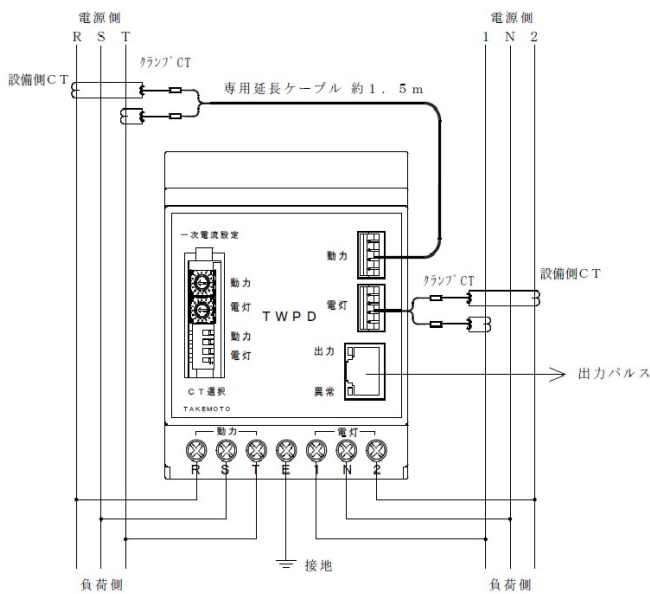 電源側
R S T
電源側
1 N 2
クランプCT
設備側CT
専用延長ケーブル 約1.5m
一次電流設定
動力
電灯
動力
電灯
CT選択
TAKEMOTO
TWPD
動力
電灯
出力
異常
クランプCT
設備側CT
出力パルス
動力
電灯
R S T E 1 N 2
接地
負荷側
負荷側